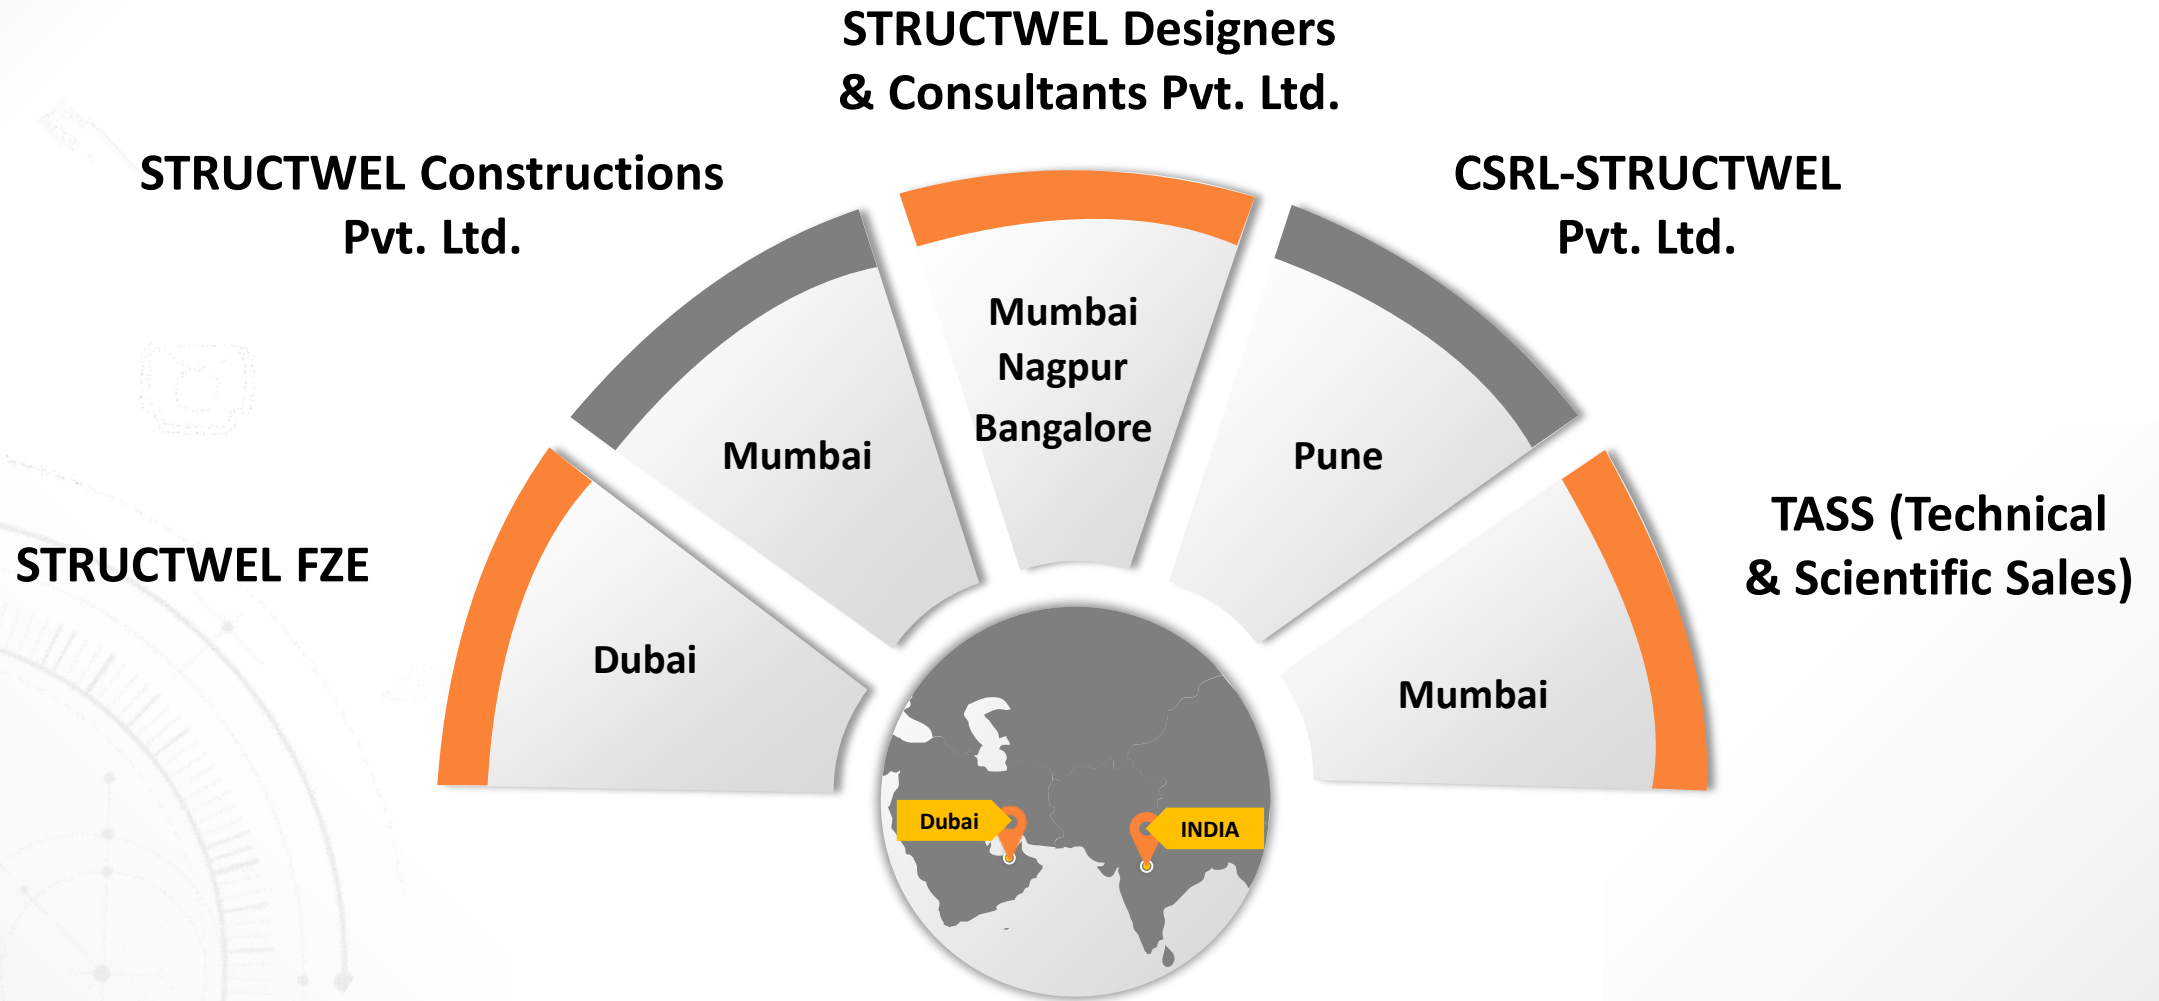 STRUCTWEL Designers
& Consultants Pvt. Ltd.
STRUCTWEL Constructions
Pvt. Ltd.
CSRL-STRUCTWEL
Pvt. Ltd.
Mumbai
Nagpur
Bangalore
Mumbai
Pune
STRUCTWEL FZE
TASS (Technical
& Scientific Sales)
Dubai
Mumbai
Dubai
INDIA